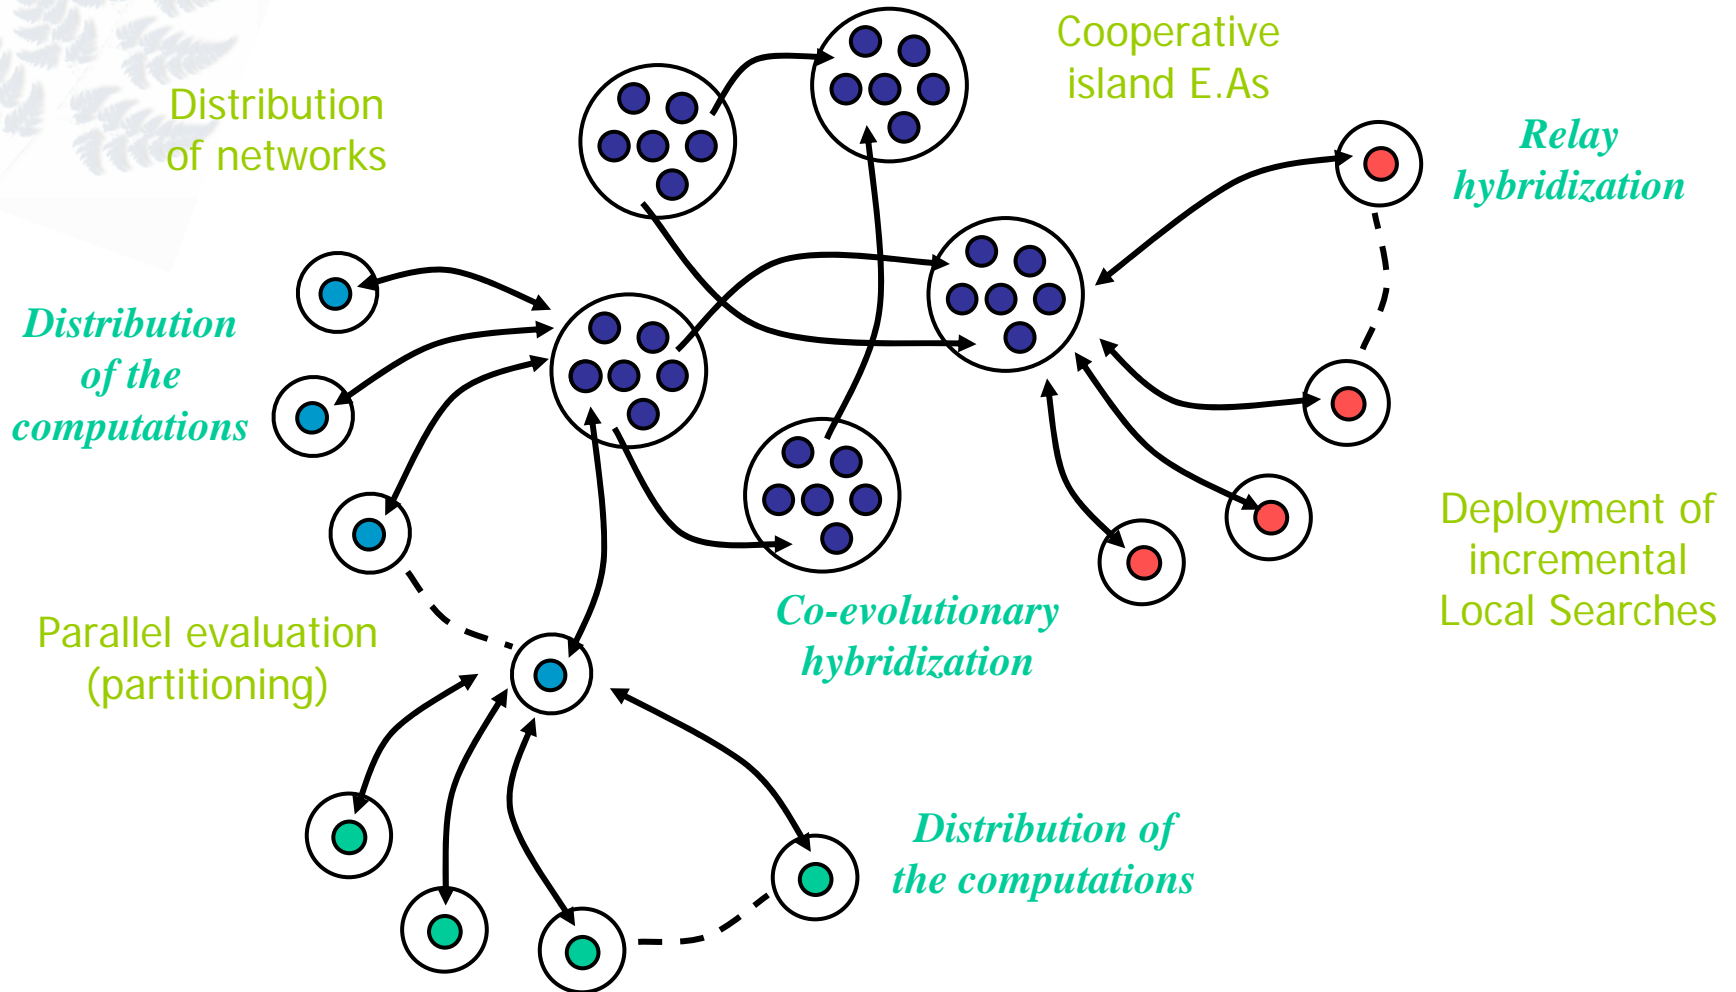 Cooperative
island E.As
Distribution
of networks
Relay
hybridization
Distribution
of the
computations
Deployment of
incremental
Local Searches
Co-evolutionary
hybridization
Parallel evaluation
(partitioning)
Distribution of
the computations